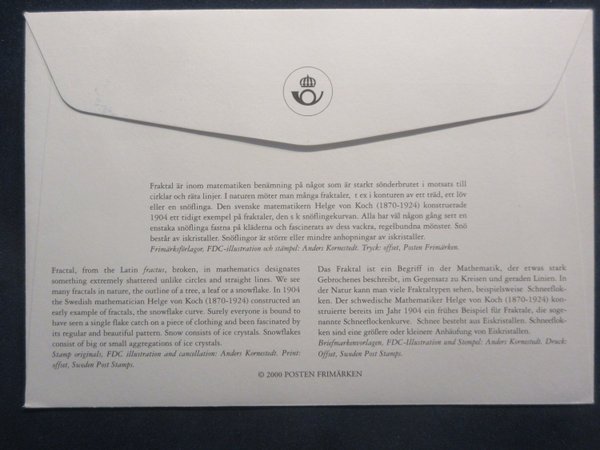 Fraktal är inom matematiken benämning på något som är starkt sönderbrutet i motsats till
cirklar och räta linjer. I naturen möter man många fraktaler, t ex i konturen av ett träd, ett löv
eller en snöflinga. Den svenske matematikern Helge von Koch (1870-1924) konstruerade
1904 ett tidigt exempel på fraktaler, den s k snöflingekurvan. Alla har väl någon gång sett en
enstaka snöflinga fastna på kläderna och fascinerats av dess vackra, regelbundna mönster. Snö
består av iskristaller. Snöflingor är större eller mindre anhopningar av iskristaller.
Frimärksförlagor, FDC-illustration och stämpel: Anders Kornestedt. Tryck: offset, Posten Frimärken.
Fractal, from the Latin fractus, broken, in mathematics designates
something extremely shattered unlike circles and straight lines. We see
many fractals in nature, the outline of a tree, a leaf or a snowflake. In 1904
the Swedish mathematician Helge von Koch (1870-1924) constructed an
early example of fractals, the snowflake curve. Surely everyone is bound to
have seen a single flake catch on a piece of clothing and been fascinated by
its regular and beautiful pattern. Snow consists of ice crystals. Snowflakes
consist of big or small aggregations of ice crystals.
Stamp originals, FDC illustration and cancellation: Anders Kornestedt. Print:
offset, Sweden Post Stamps.
Das Fraktal ist ein Begriff in der Mathematik, der etwas stark
Gebrochenes beschreibt, im Gegensatz zu Kreisen und geraden Linien. In
der Natur kann man viele Fraktaltypen sehen, beispielsweise Schneeflok-
ken. Der schwedische Mathematiker Helge von Koch (1870-1924) kon-
struierte bereits im Jahr 1904 ein frühes Beispiel für Fraktale, die soge-
nannte Schneeflockenkurve. Schnee besteht aus Eiskristallen. Schneeflok-
ken sind eine größere oder kleinere Anhäufung von Eiskristallen.
Briefmarkenvorlagen, FDC-Illustration und Stempel: Anders Kornestedt. Druck:
Offset, Sweden Post Stamps.
© 2000 POSTEN FRIMÄRKEN